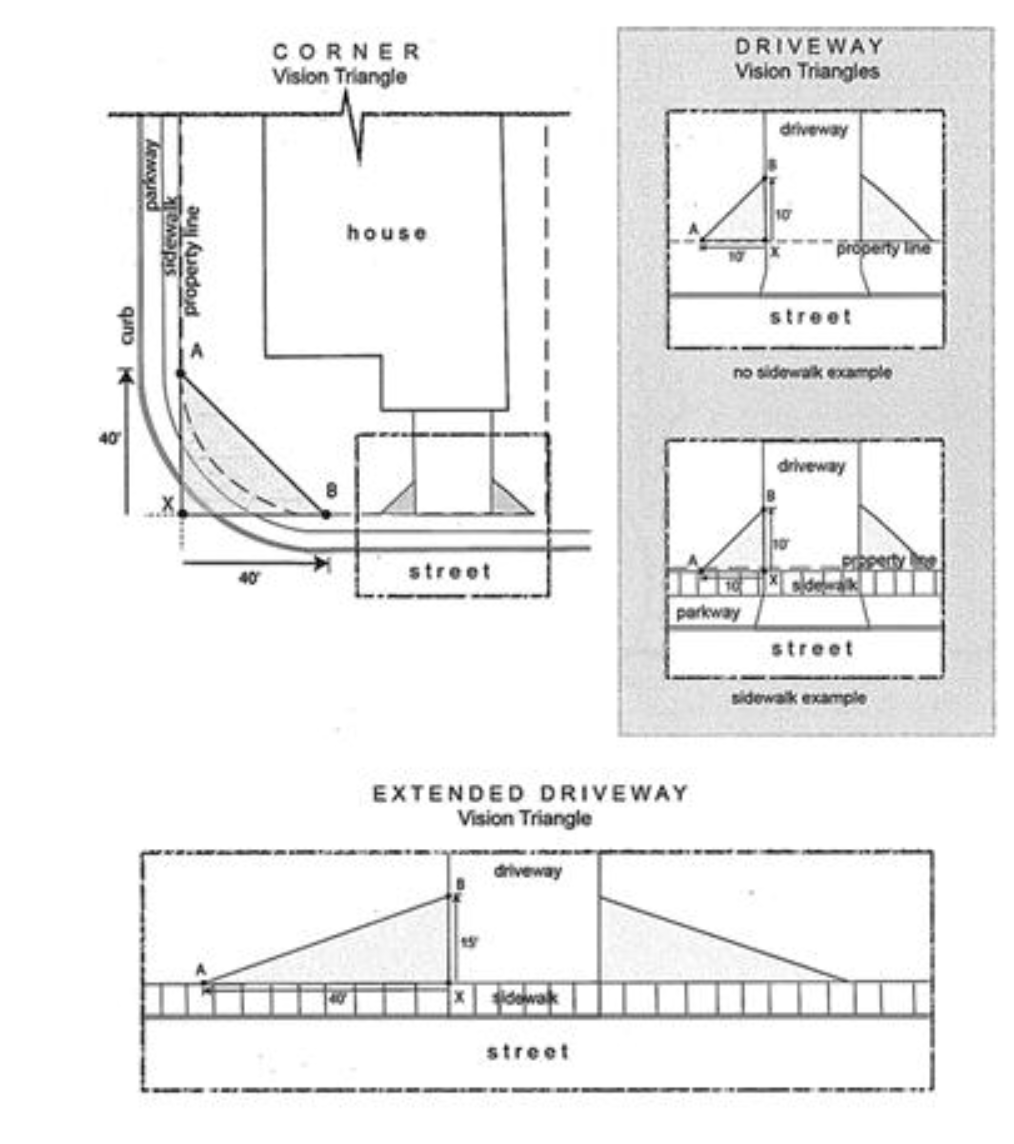 CORNER
Vision Triangle
parkway
sidewalk
property line
curb
house
A
40'
X
B
40'
street
DRIVEWAY
Vision Triangles
driveway
B
10'
A
10'
X
property line
street
no sidewalk example
driveway
B
10'
property line
A
10'
X
sidewalk
parkway
street
sidewalk example
EXTENDED DRIVEWAY
Vision Triangle
driveway
B
15'
A
40'
X
sidewalk
street